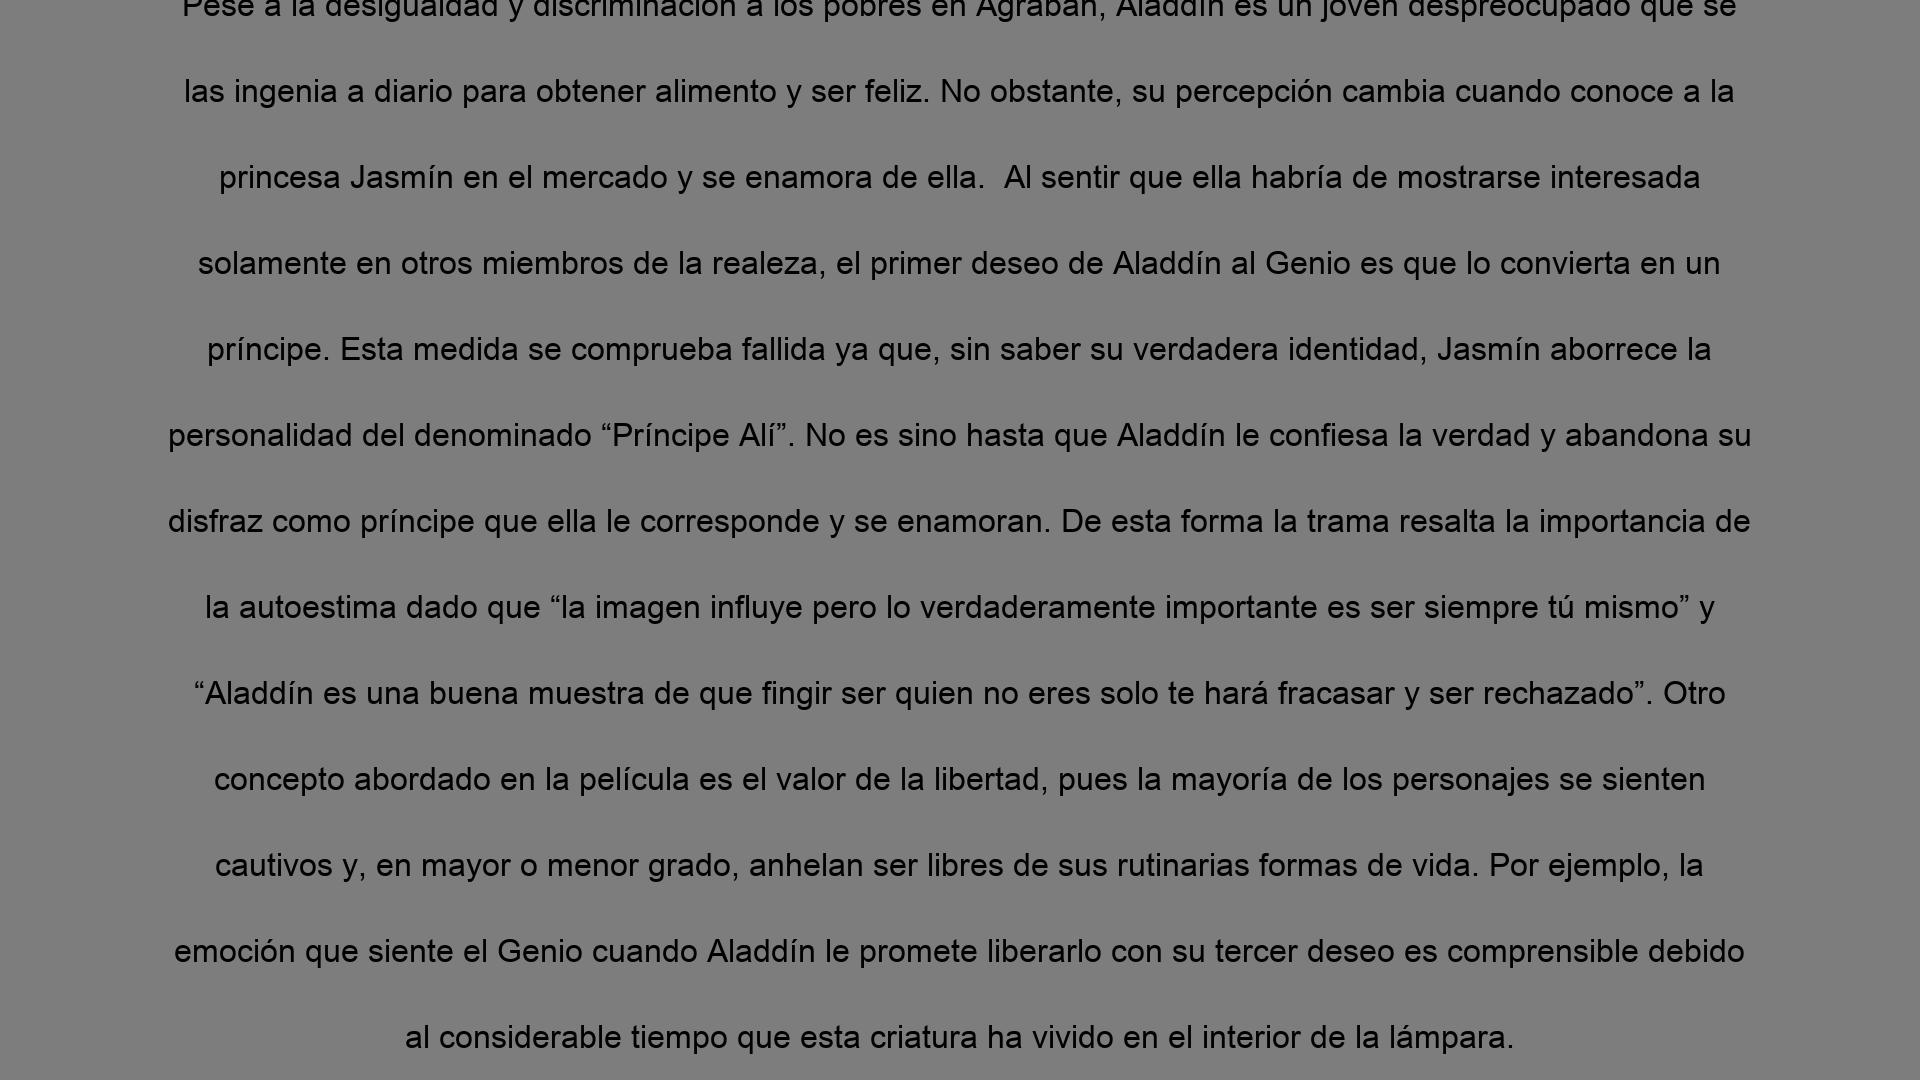 Pese a la desigualdad y discriminación a los pobres en Agrabah, Aladdín es un joven despreocupado que se
las ingenia a diario para obtener alimento y ser feliz. No obstante, su percepción cambia cuando conoce a la
princesa Jasmín en el mercado y se enamora de ella.  Al sentir que ella habría de mostrarse interesada
solamente en otros miembros de la realeza, el primer deseo de Aladdín al Genio es que lo convierta en un
príncipe. Esta medida se comprueba fallida ya que, sin saber su verdadera identidad, Jasmín aborrece la
personalidad del denominado “Príncipe Alí”. No es sino hasta que Aladdín le confiesa la verdad y abandona su
disfraz como príncipe que ella le corresponde y se enamoran. De esta forma la trama resalta la importancia de
la autoestima dado que “la imagen influye pero lo verdaderamente importante es ser siempre tú mismo” y
“Aladdín es una buena muestra de que fingir ser quien no eres solo te hará fracasar y ser rechazado”. Otro
concepto abordado en la película es el valor de la libertad, pues la mayoría de los personajes se sienten
cautivos y, en mayor o menor grado, anhelan ser libres de sus rutinarias formas de vida. Por ejemplo, la
emoción que siente el Genio cuando Aladdín le promete liberarlo con su tercer deseo es comprensible debido
al considerable tiempo que esta criatura ha vivido en el interior de la lámpara.